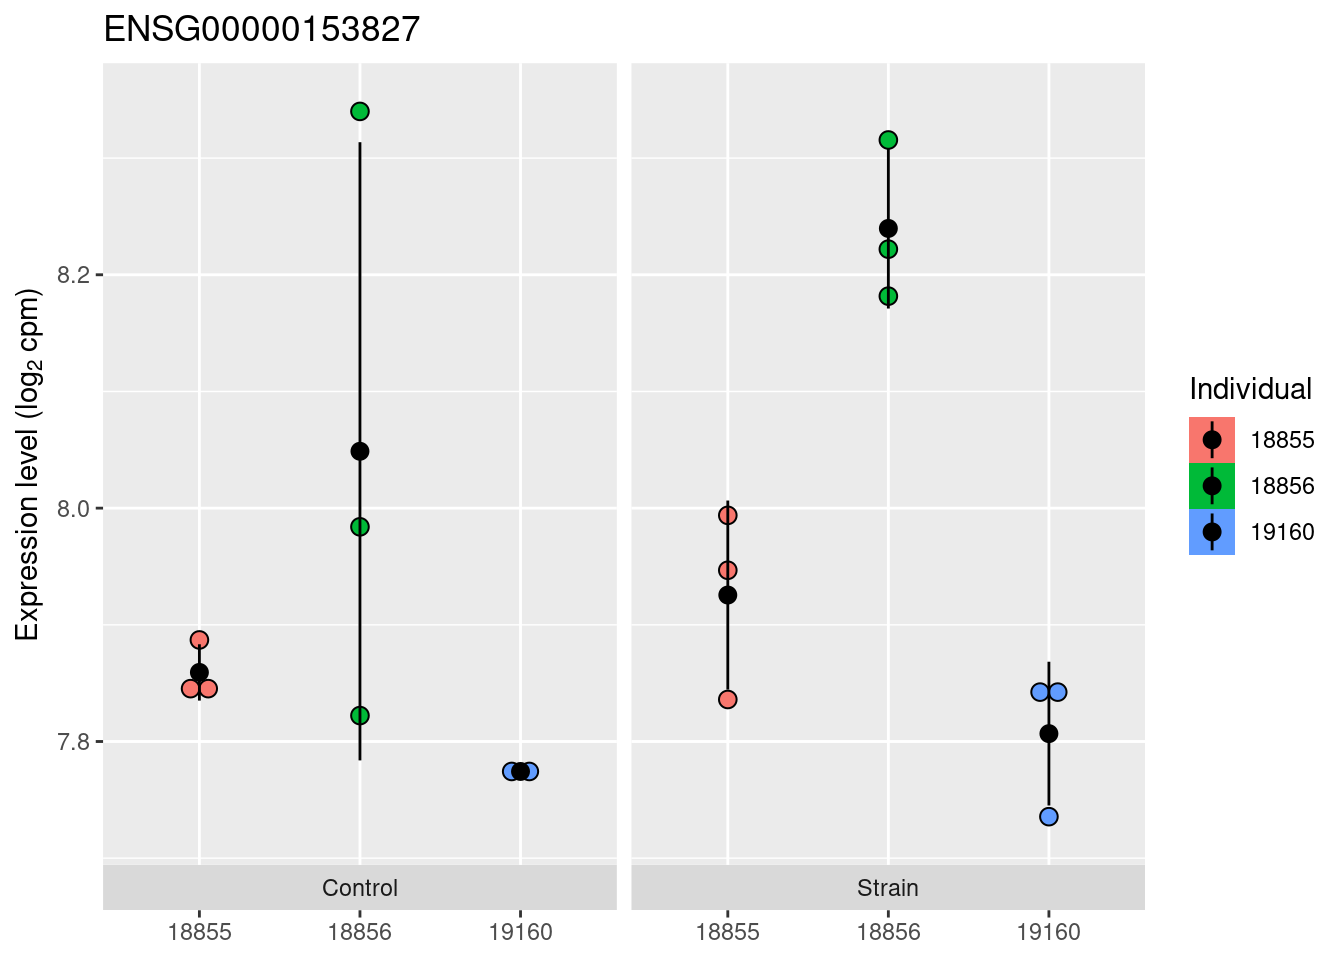 ENSG00000153827
Expression level (log2 cpm)
8.2
8.0
7.8
Control
Strain
18855
18856
19160
18855
18856
19160
Individual
18855
18856
19160